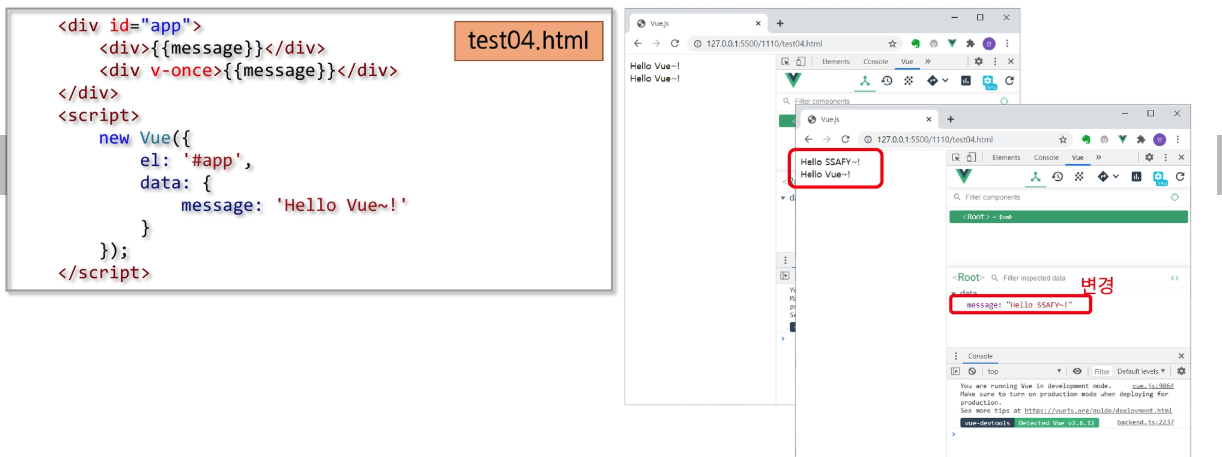 <div id="app">
<div>{{message}}</div>
<div v-once>{{message}}</div>
</div>
<script>
new Vue({
el: '#app',
data: {
message: 'Hello Vue~!'
}
});
</script>
test04.html
Vue.js
127.0.0.1:5500/1110/test04.html
Hello Vue~!
Hello Vue~!
Elements Console Vue »
Filter components
Vue.js
127.0.0.1:5500/1110/test04.html
Hello SSAFY~!
Hello Vue~!
Elements Console Vue »
Filter components
<Root> = $vm0
<Root> Filter inspected data
변경
data
message: "Hello SSAFY~!"
Console
top Filter Default levels
You are running Vue in development mode. vue.js:9064
Make sure to turn on production mode when deploying for
production.
See more tips at https://vuejs.org/guide/deployment.html
vue-devtools Detected Vue v2.6.12 backend.js:2237